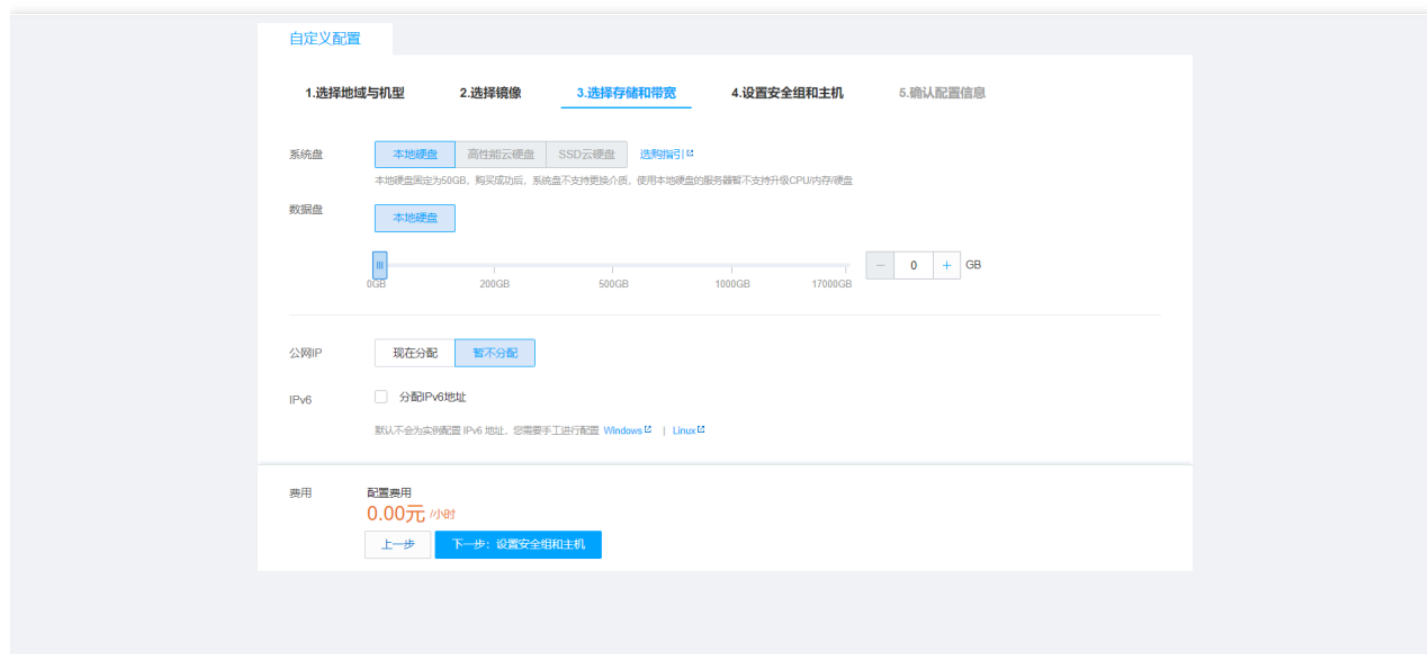 自定义配置
1.选择地域与机型 2.选择镜像 3.选择存储和带宽 4.设置安全组和主机 5.确认配置信息
系统盘 本地硬盘 高性能云硬盘 SSD云硬盘 选购指引
本地硬盘固定为50GB，购买成功后，系统盘不支持更换介质，使用本地硬盘的服务器暂不支持升级CPU/内存/硬盘
数据盘 本地硬盘
0GB 200GB 500GB 1000GB 17000GB － 0 + GB
公网IP 现在分配 暂不分配
IPv6 分配IPv6地址
默认不会为实例配置 IPv6 地址，您需要手工进行配置 Windows | Linux
费用 配置费用
0.00元 /小时
上一步 下一步：设置安全组和主机